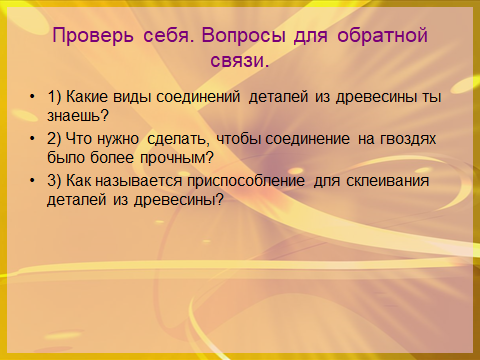 Проверь себя. Вопросы для обратной
связи.
• 1) Какие виды соединений деталей из древесины ты
знаешь?
• 2) Что нужно сделать, чтобы соединение на гвоздях
было более прочным?
• 3) Как называется приспособление для склеивания
деталей из древесины?